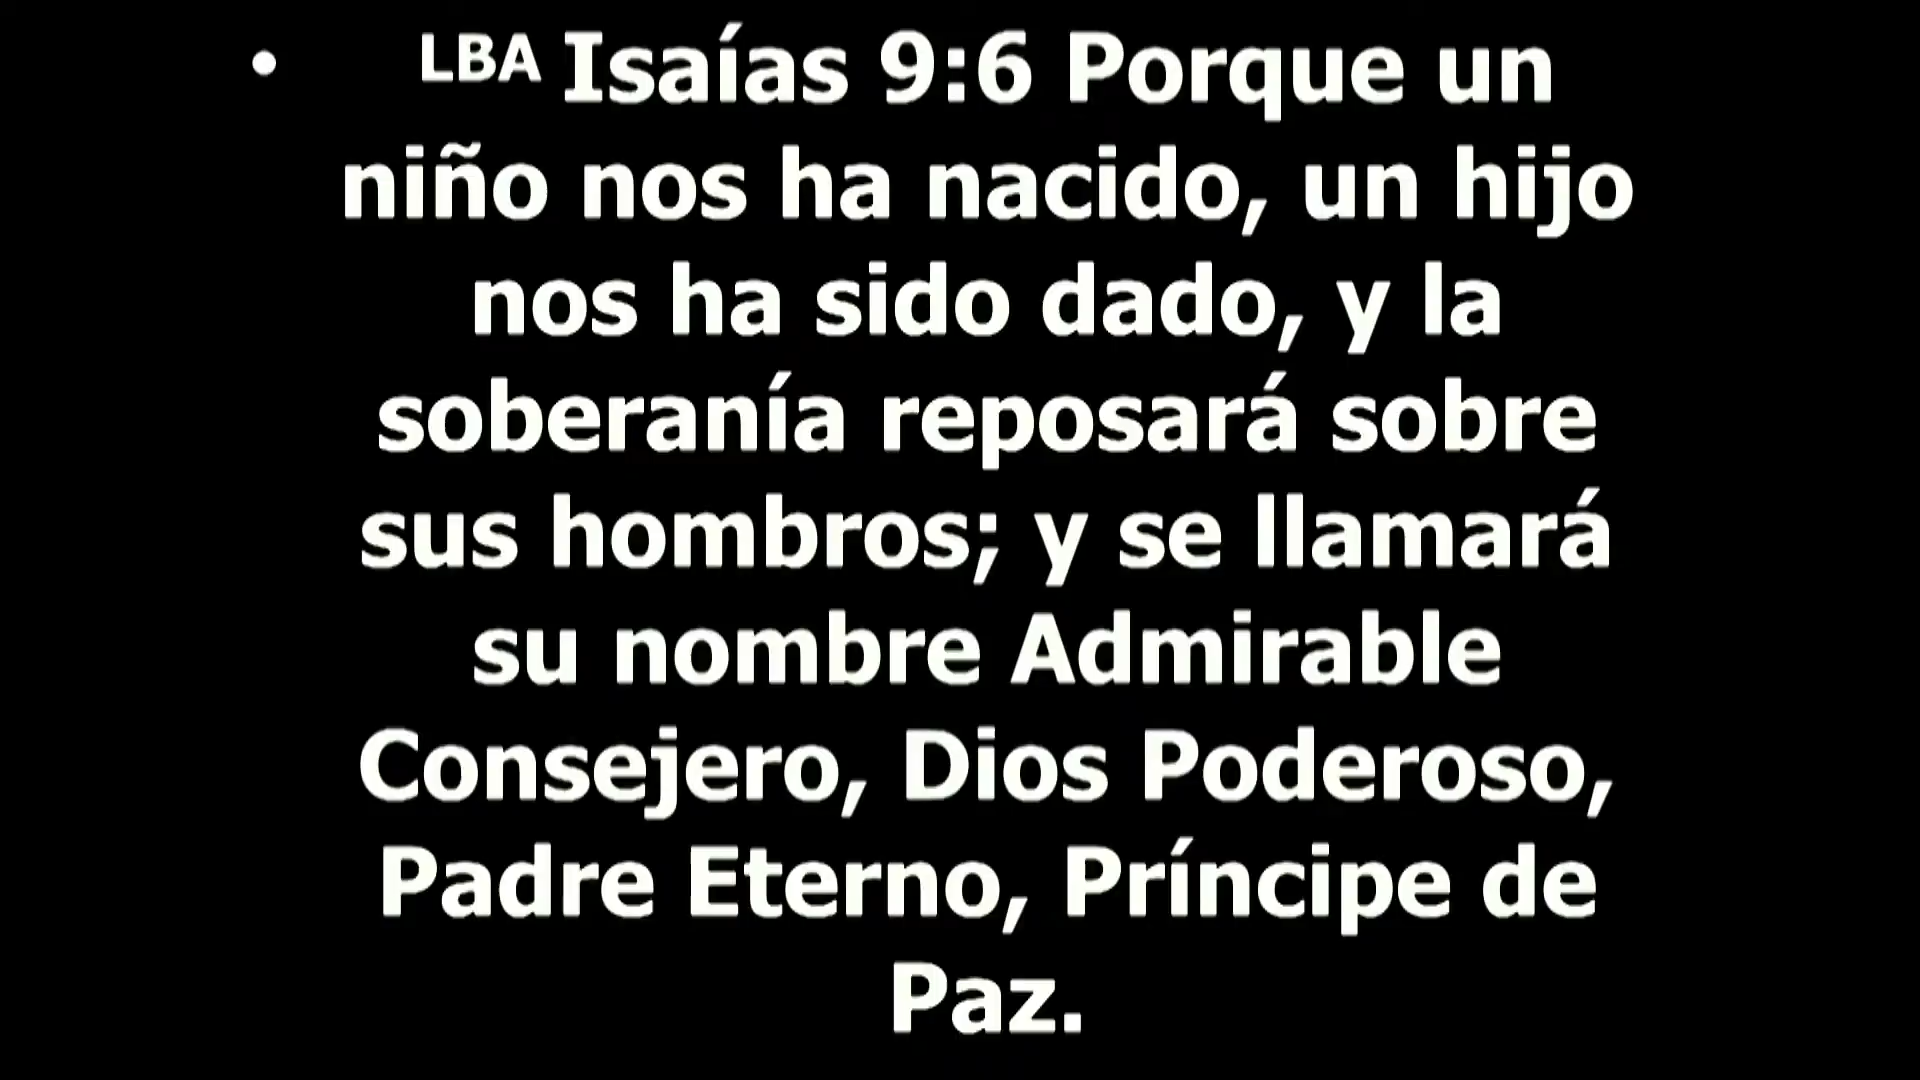 • LBA Isaías 9:6 Porque un
niño nos ha nacido, un hijo
nos ha sido dado, y la
soberanía reposará sobre
sus hombros; y se llamará
su nombre Admirable
Consejero, Dios Poderoso,
Padre Eterno, Príncipe de
Paz.